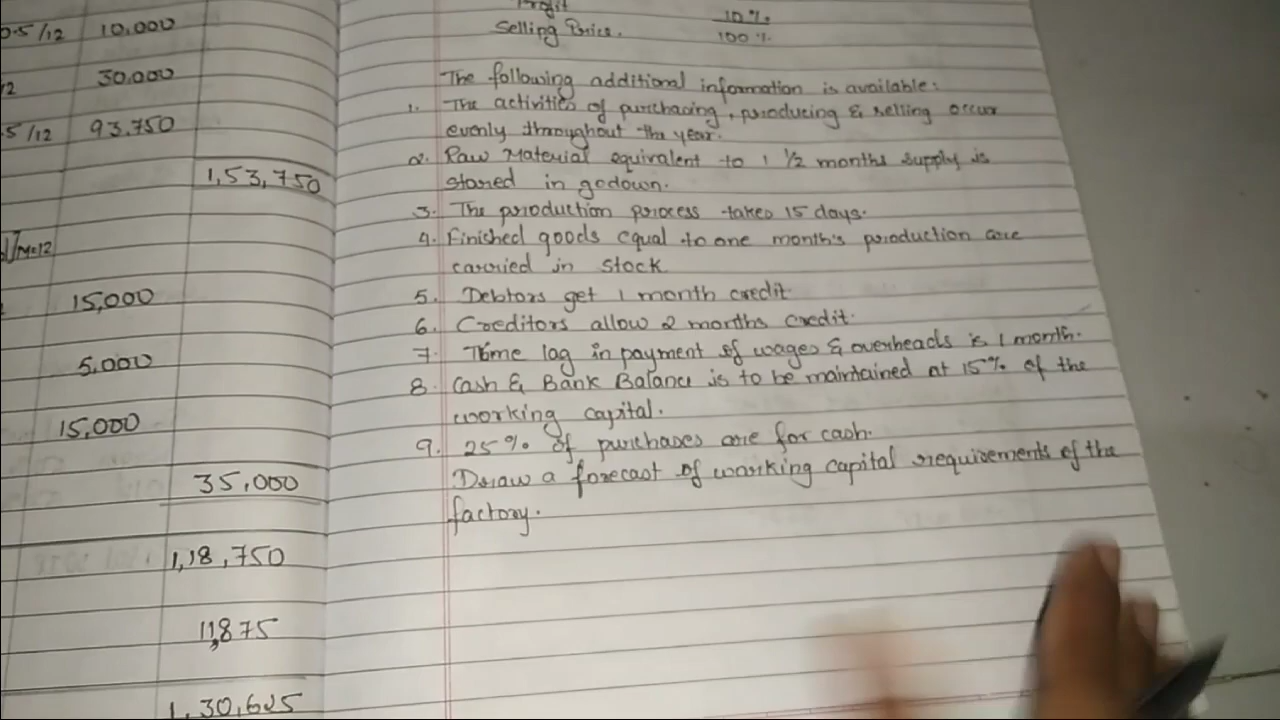 0.5/12 10,000
2 30,000
.5/12 93,750
1,53,750
15,000
5,000
15,000
35,000
1,18,750
11,875
1,30,625
Profit 10%
Selling Price. 100%
The following additional information is available:
1. The activities of purchasing, producing & selling occur
evenly throughout the year.
2. Raw Material equivalent to 1 1/2 months supply is
stored in godown.
3. The production process takes 15 days.
4. Finished goods equal to one month's production are
carried in stock
5. Debtors get 1 month credit
6. Creditors allow 2 months credit.
7. Time lag in payment of wages & overheads is 1 month.
8. Cash & Bank Balance is to be maintained at 15% of the
working capital.
9. 25% of purchases are for cash.
Draw a forecast of working capital requirements of the
factory.